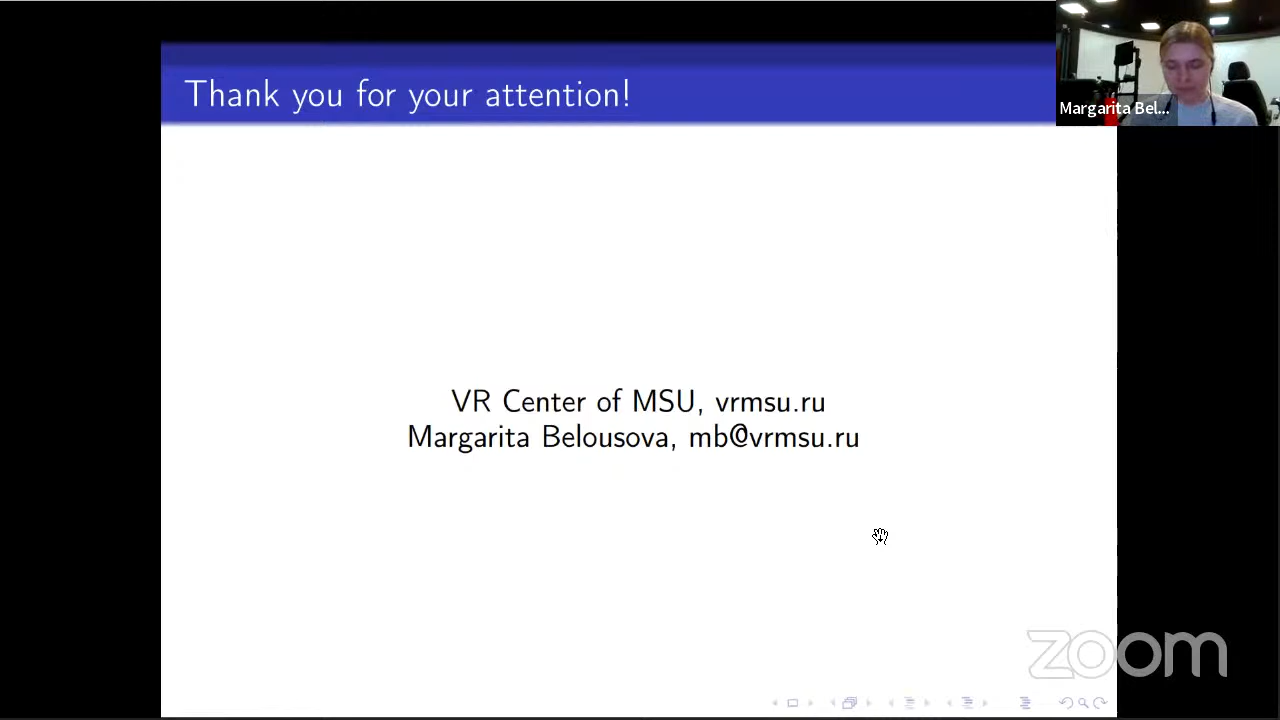 Thank you for your attention!
Margarita Bel...
VR Center of MSU, vrmsu.ru
Margarita Belousova, mb@vrmsu.ru
zoom